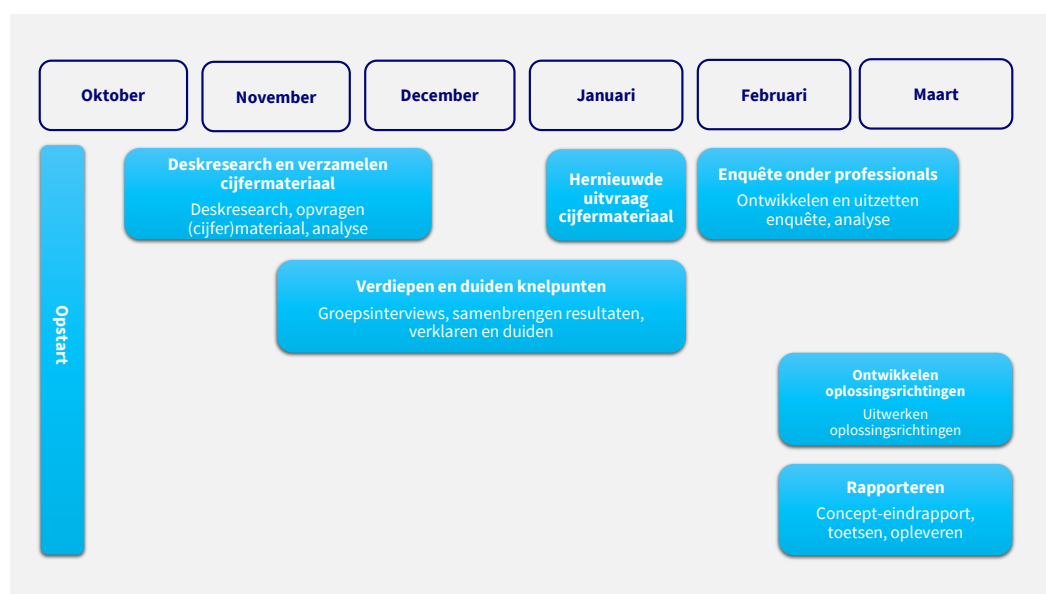 Oktober
November
December
Januari
Februari
Maart
Opstart
Deskresearch en verzamelen
cijfermateriaal
Deskresearch, opvragen
(cijfer)materiaal, analyse
Hernieuwde
uitvraag
cijfermateriaal
Enquête onder professionals
Ontwikkelen en uitzetten
enquête, analyse
Verdiepen en duiden knelpunten
Groepsinterviews, samenbrengen resultaten,
verklaren en duiden
Ontwikkelen
oplossingsrichtingen
Uitwerken
oplossingsrichtingen
Rapporteren
Concept-eindrapport,
toetsen, opleveren